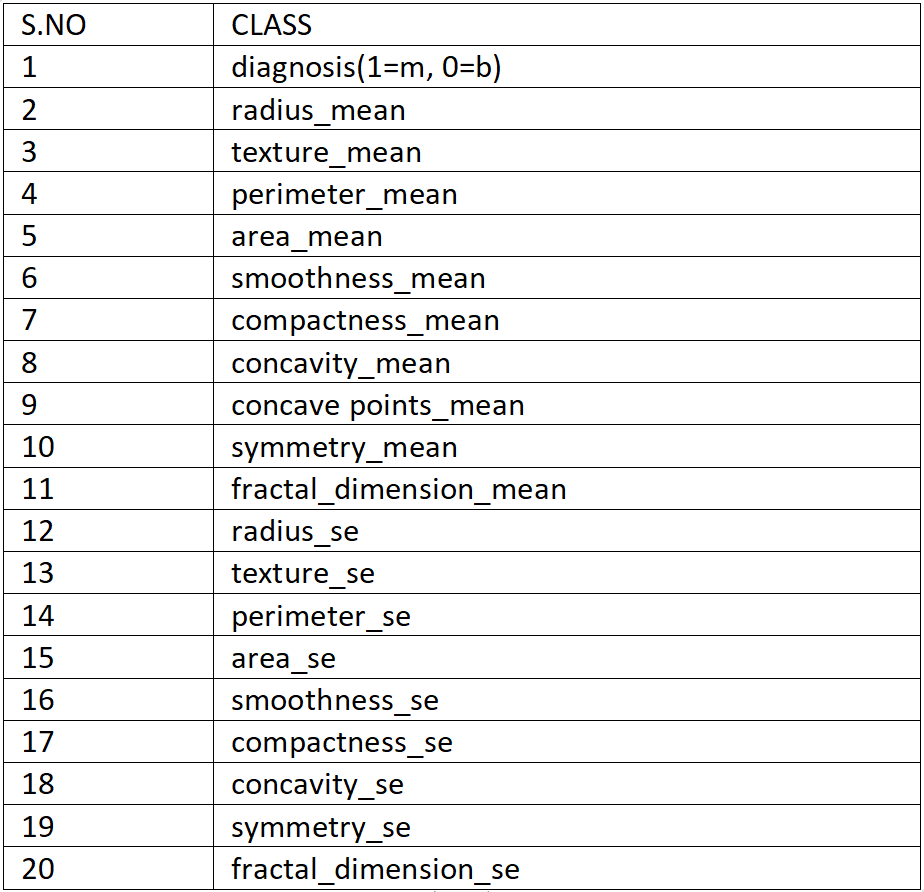 S.NO CLASS
1 diagnosis(1=m, 0=b)
2 radius_mean
3 texture_mean
4 perimeter_mean
5 area_mean
6 smoothness_mean
7 compactness_mean
8 concavity_mean
9 concave points_mean
10 symmetry_mean
11 fractal_dimension_mean
12 radius_se
13 texture_se
14 perimeter_se
15 area_se
16 smoothness_se
17 compactness_se
18 concavity_se
19 symmetry_se
20 fractal_dimension_se